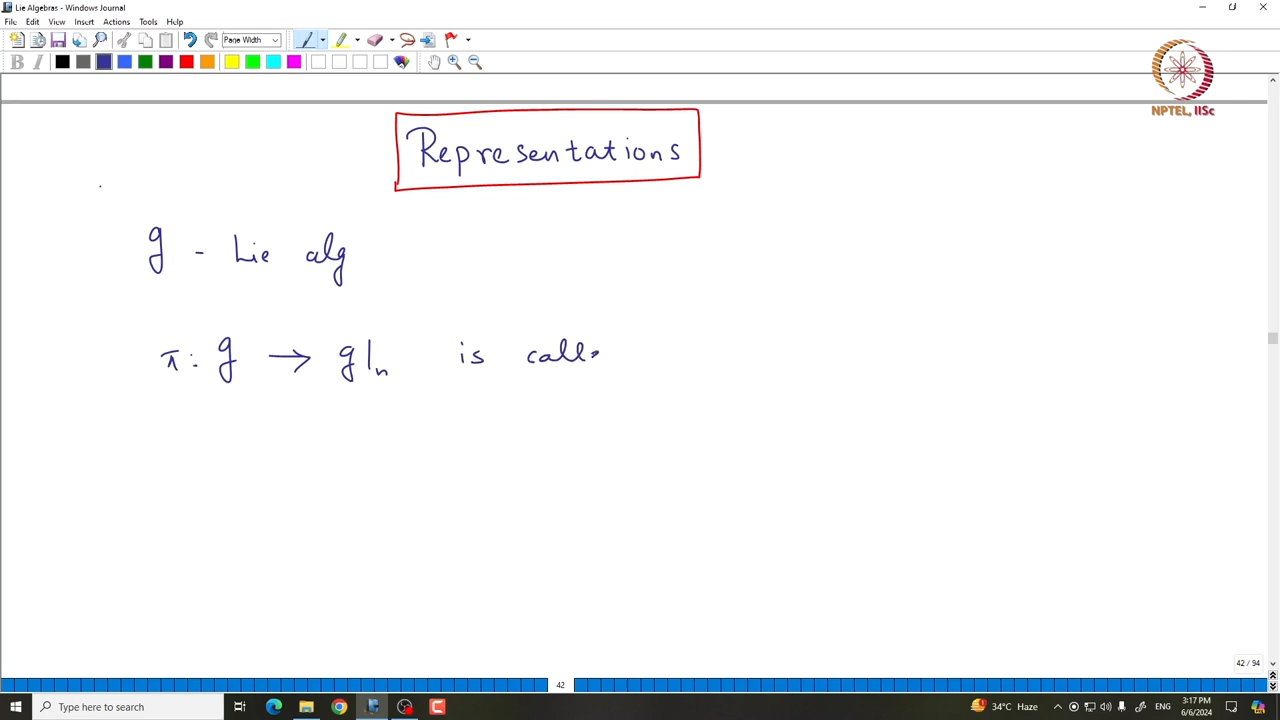 Lie Algebras - Windows Journal
File Edit View Insert Actions Tools Help
Page Width
B I
NPTEL, IISc
Representations
g - Lie alg
π: g → gl_n is call
42 / 94
42
Type here to search
34°C Haze
ENG
3:17 PM
6/6/2024